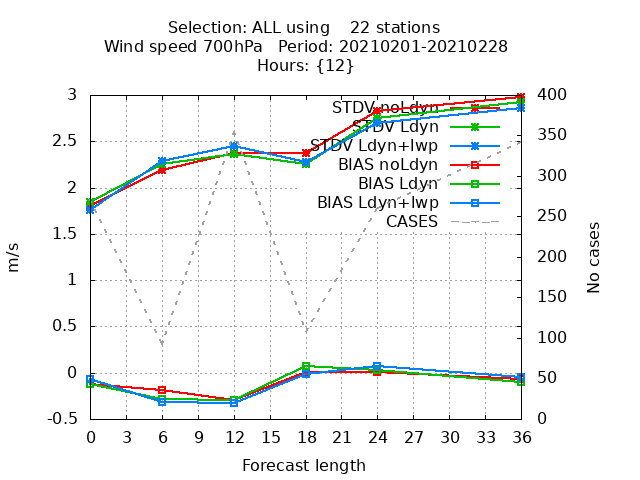 Selection: ALL using    22 stations
Wind speed 700hPa   Period: 20210201-20210228
Hours: {12}
3
2.5
2
1.5
1
0.5
0
-0.5
m/s
STDV noLdyn
STDV Ldyn
STDV Ldyn+lwp
BIAS noLdyn
BIAS Ldyn
BIAS Ldyn+lwp
CASES
400
350
300
250
200
150
100
50
0
No cases
0 3 6 9 12 15 18 21 24 27 30 33 36
Forecast length